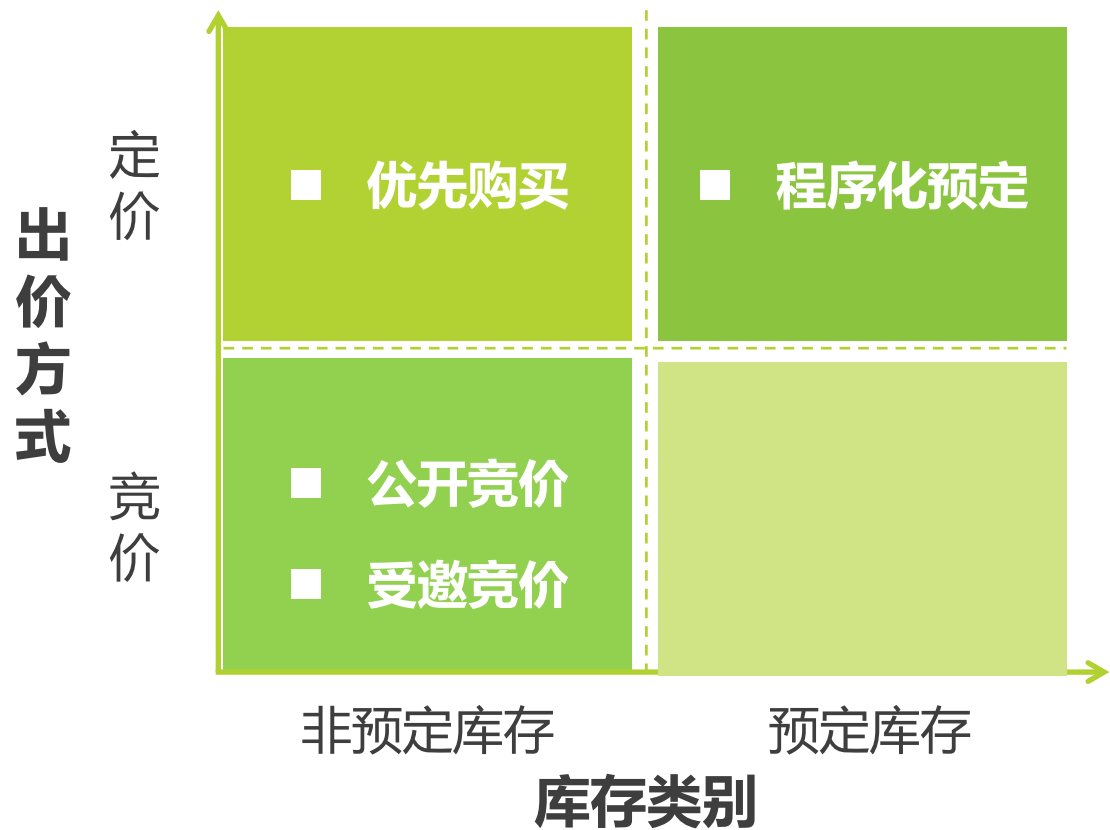 出价方式
定价
竞价
优先购买
程序化预定
公开竞价
受邀竞价
非预定库存
预定库存
库存类别